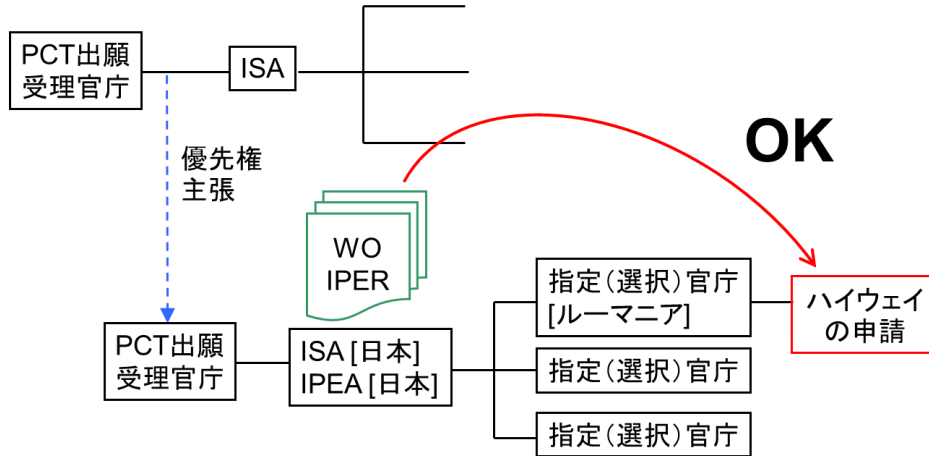 PCT出願
受理官庁
ISA
OK
優先権
主張
WO
IPER
指定(選択)官庁
[ルーマニア]
ハイウェイ
の申請
PCT出願
受理官庁
ISA [日本]
IPEA [日本]
指定(選択)官庁
指定(選択)官庁